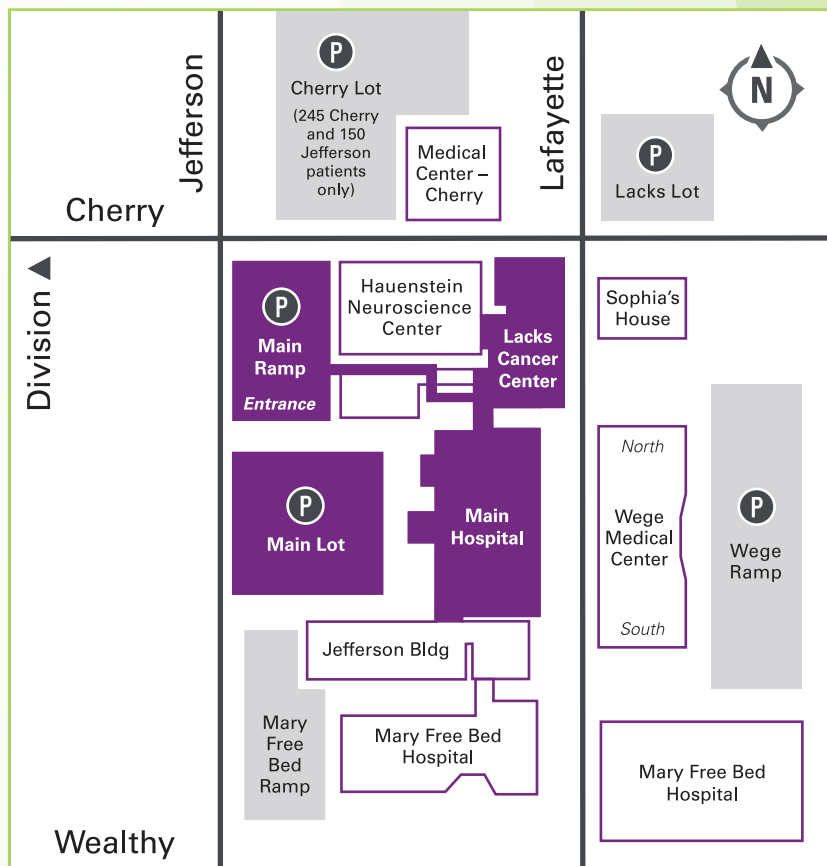 Jefferson
P
Cherry Lot
(245 Cherry
and 150
Jefferson
patients
only)
Medical
Center –
Cherry
Lafayette
N
P
Lacks Lot
Cherry
Division
P
Main
Ramp
Entrance
Hauenstein
Neuroscience
Center
Lacks
Cancer
Center
Sophia's
House
P
Main Lot
Main
Hospital
North
Wege
Medical
Center
South
P
Wege
Ramp
Jefferson Bldg
Mary
Free
Bed
Ramp
Mary Free Bed
Hospital
Mary Free Bed
Hospital
Wealthy